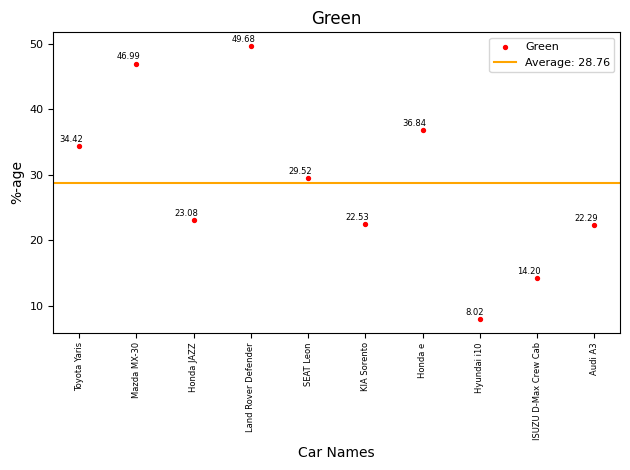 Green
50
40
30
20
10
%-age
34.42
46.99
23.08
49.68
29.52
22.53
36.84
8.02
14.20
22.29
Green
Average: 28.76
Toyota Yaris
Mazda MX-30
Honda JAZZ
Land Rover Defender
SEAT Leon
KIA Sorento
Honda e
Hyundai i10
ISUZU D-Max Crew Cab
Audi A3
Car Names